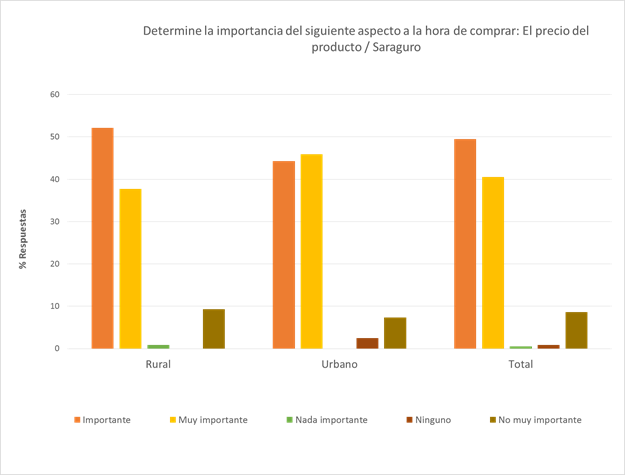 Determine la importancia del siguiente aspecto a la hora de comprar: El precio del
producto / Saraguro
60
50
40
30
20
10
0
% Respuestas
Rural Urbano Total
Importante Muy importante Nada importante Ninguno No muy importante